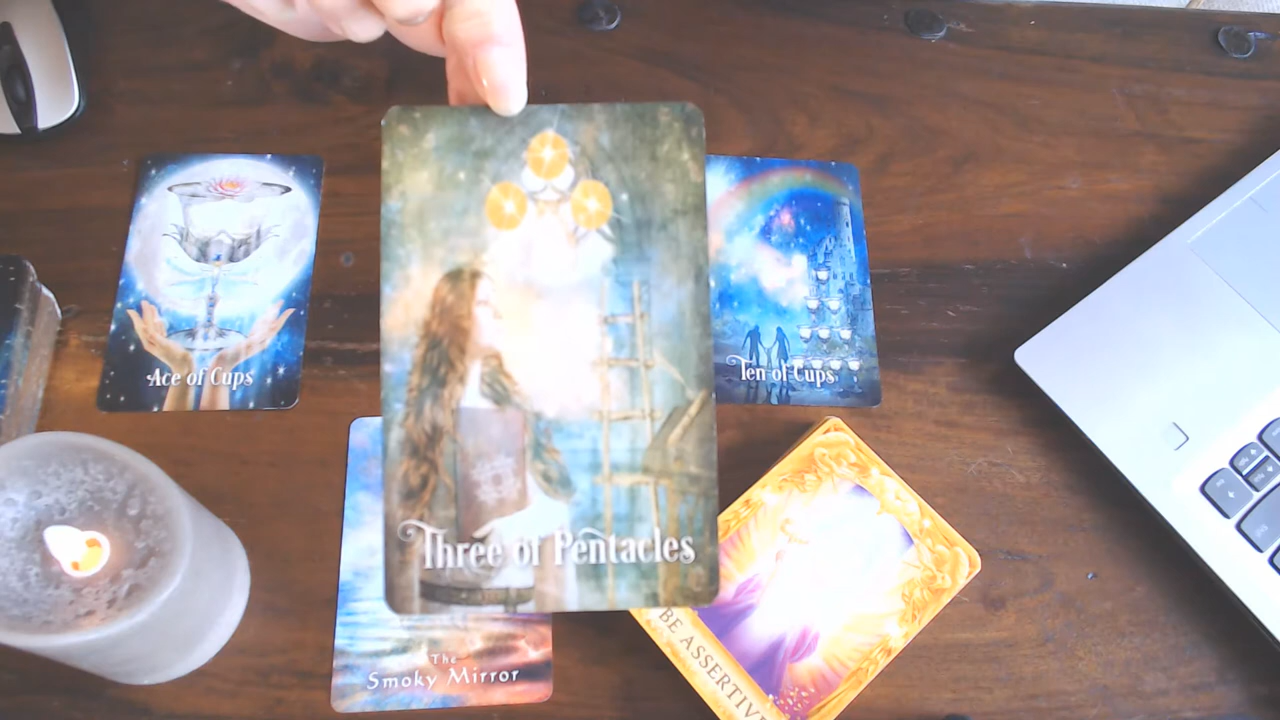 Ace of Cups
Ten of Cups
Three of Pentacles
The
Smoky Mirror
BE ASSERTIVE